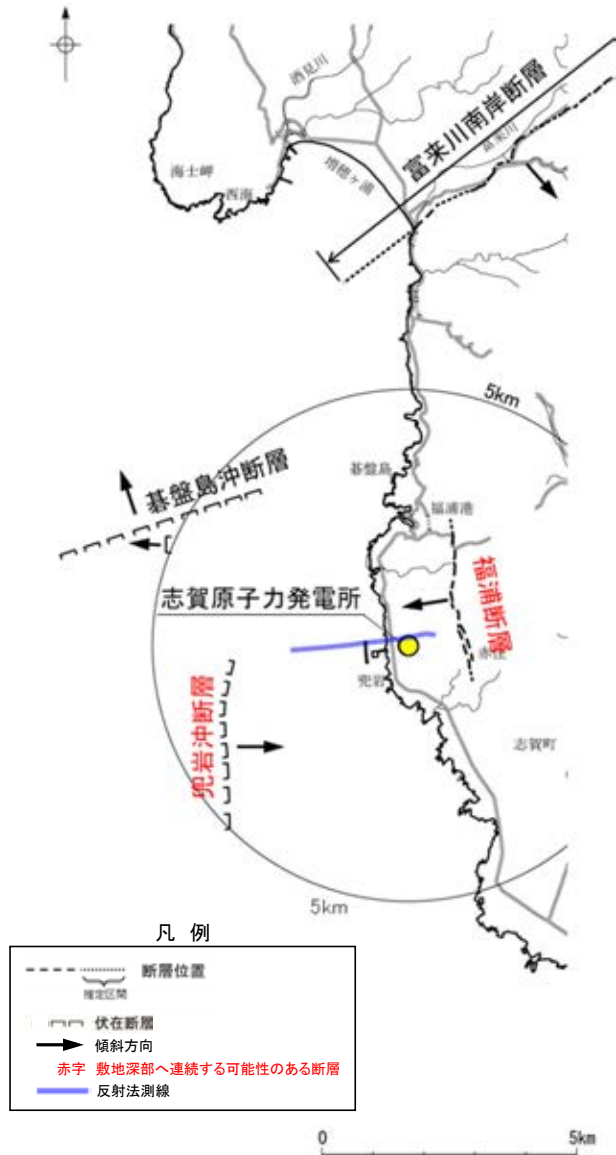 酒見川
富来川南岸断層
富来川
増穂ヶ浦
海士岬
西海
5km
碁盤島
碁盤島沖断層
福浦港
志賀原子力発電所
福浦断層
赤住
兜岩
兜岩沖断層
志賀町
5km
凡 例
断層位置
推定区間
伏在断層
傾斜方向
赤字 敷地深部へ連続する可能性のある断層
反射法測線
0 5km